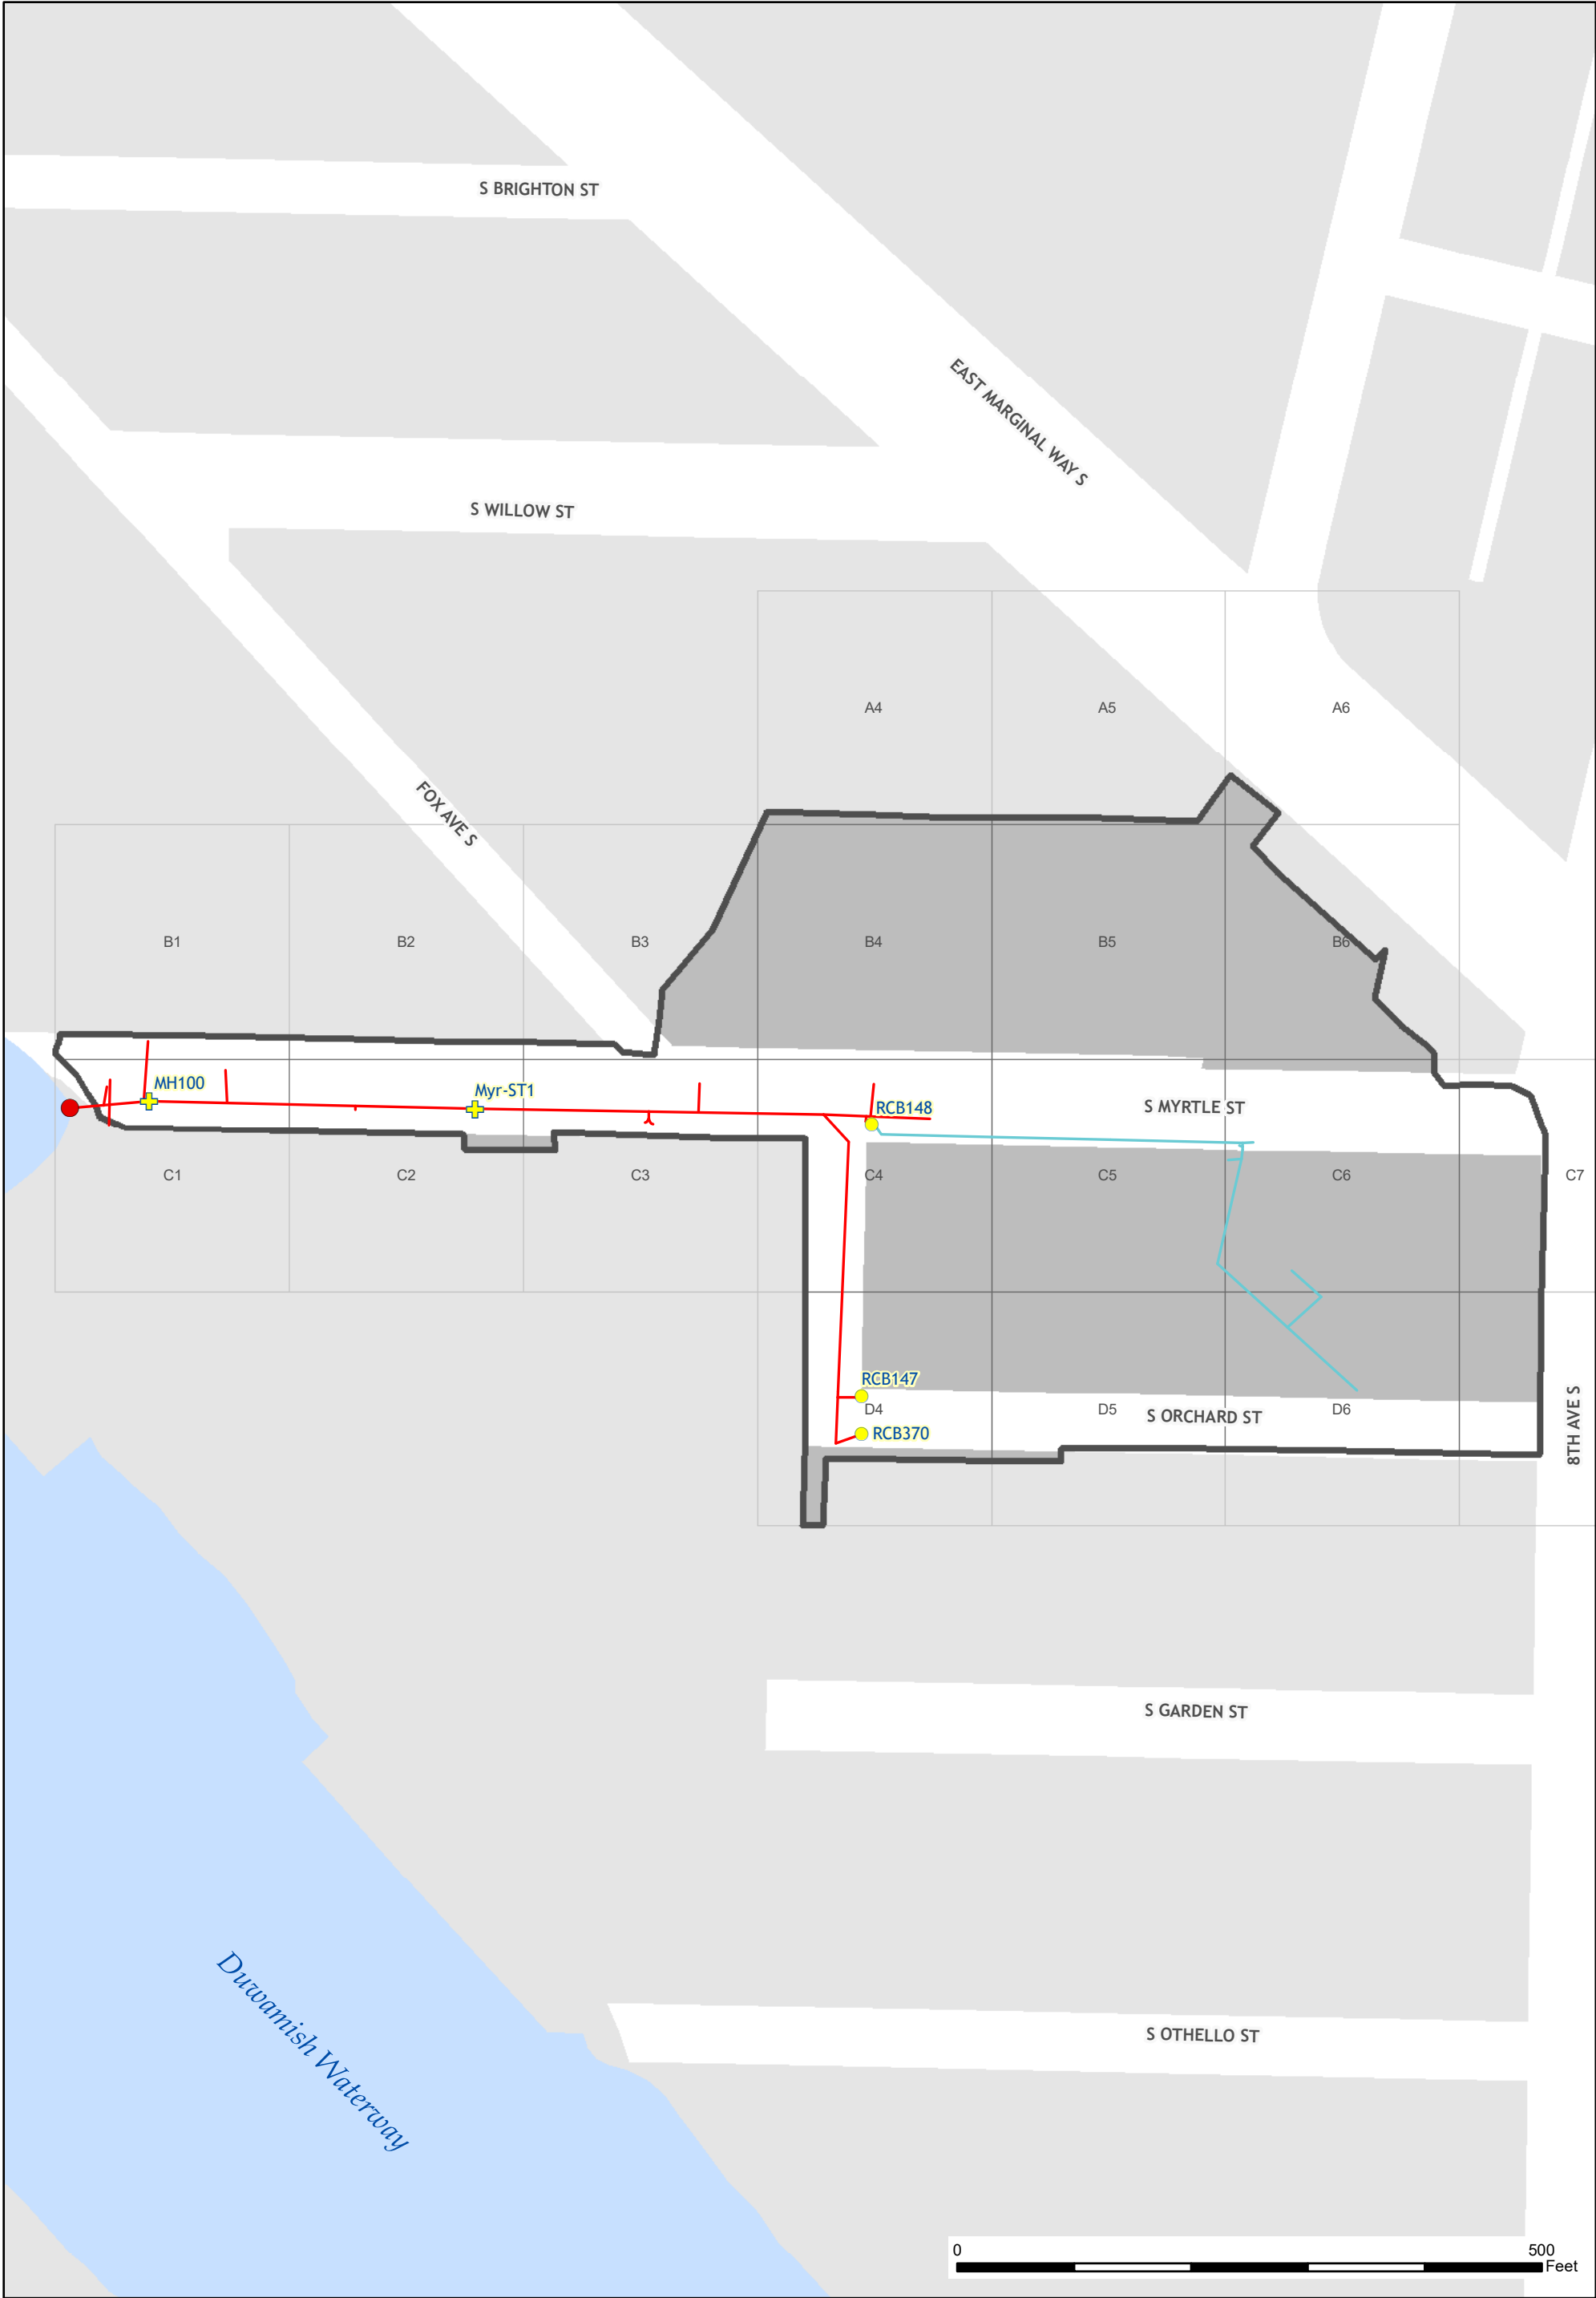 S BRIGHTON ST
EAST MARGINAL WAY S
S WILLOW ST
A4
A5
A6
FOX AVE S
B1
B2
B3
B4
B5
B6
MH100
Myr-ST1
RCB148
S MYRTLE ST
C1
C2
C3
C4
C5
C6
C7
RCB147
D4
D5
S ORCHARD ST
D6
RCB370
8TH AVE S
S GARDEN ST
Duwamish Waterway
S OTHELLO ST
0
500
Feet